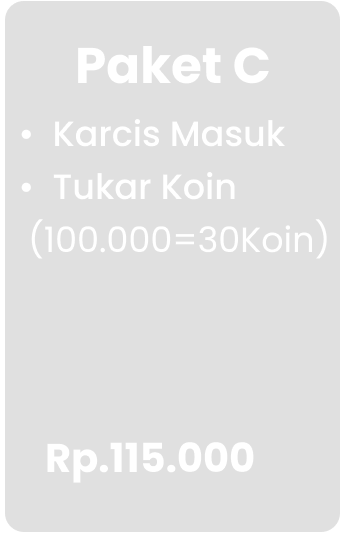 Paket C
• Karcis Masuk
• Tukar Koin
(100.000=30Koin)
Rp.115.000